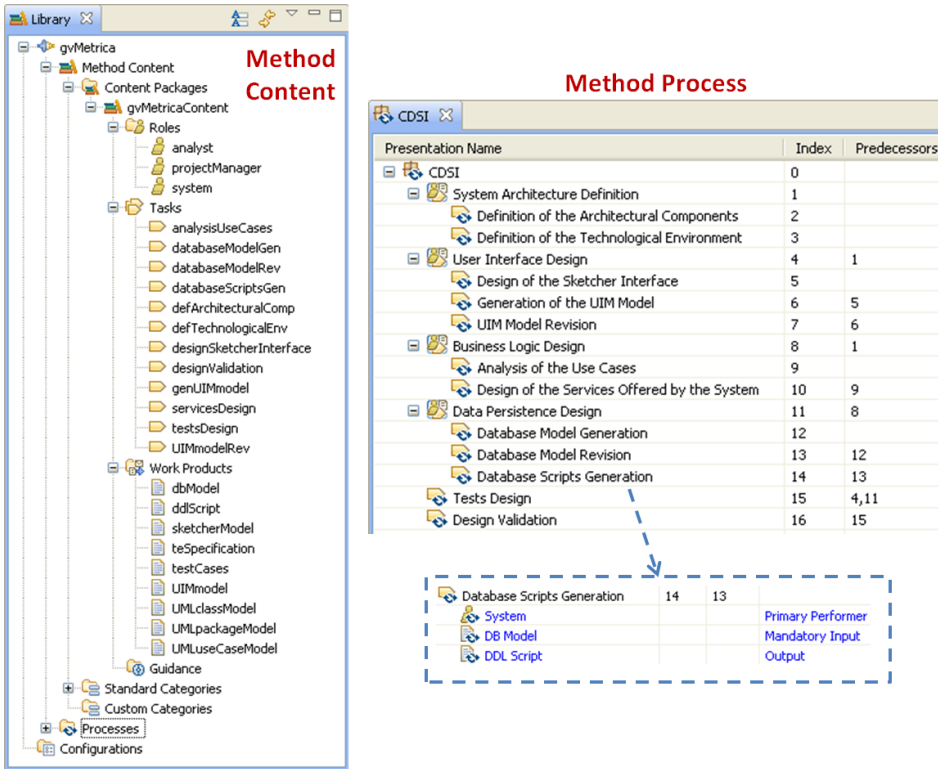 Library
Method
Content
gvMetrica
Method Content
Content Packages
gvMetricaContent
Roles
analyst
projectManager
system
Tasks
analysisUseCases
databaseModelGen
databaseModelRev
databaseScriptsGen
defArchitecturalComp
defTechnologicalEnv
designSketcherInterface
designValidation
genUIMmodel
servicesDesign
testsDesign
UIMmodelRev
Work Products
dbModel
ddlScript
sketcherModel
teSpecification
testCases
UIMmodel
UMLclassModel
UMLpackageModel
UMLuseCaseModel
Guidance
Standard Categories
Custom Categories
Processes
Configurations
Method Process
CDSI
Presentation Name Index Predecessors
CDSI 0
System Architecture Definition 1
Definition of the Architectural Components 2
Definition of the Technological Environment 3
User Interface Design 4 1
Design of the Sketcher Interface 5
Generation of the UIM Model 6 5
UIM Model Revision 7 6
Business Logic Design 8 1
Analysis of the Use Cases 9
Design of the Services Offered by the System 10 9
Data Persistence Design 11 8
Database Model Generation 12
Database Model Revision 13 12
Database Scripts Generation 14 13
Tests Design 15 4,11
Design Validation 16 15
Database Scripts Generation 14 13
System Primary Performer
DB Model Mandatory Input
DDL Script Output